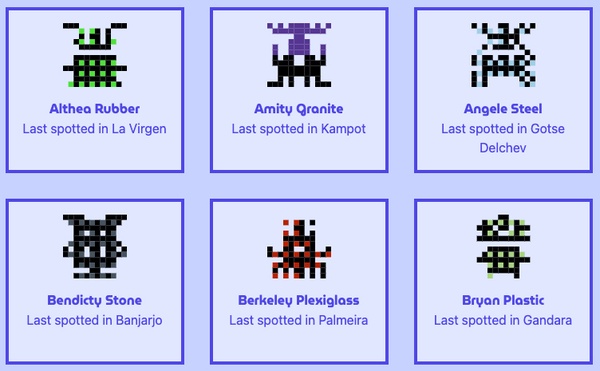 Althea Rubber
Last spotted in La Virgen
Amity Granite
Last spotted in Kampot
Angele Steel
Last spotted in Gotse
Delchev
Bendicty Stone
Last spotted in Banjarjo
Berkeley Plexiglass
Last spotted in Palmeira
Bryan Plastic
Last spotted in Gandara